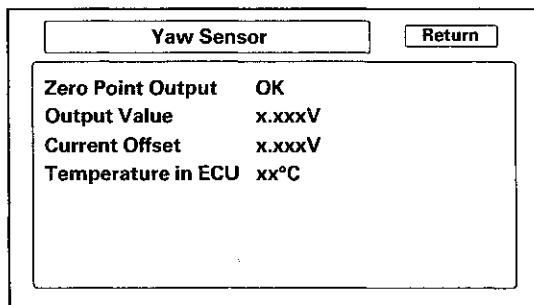 Yaw Sensor Return
Zero Point Output OK
Output Value x.xxxV
Current Offset x.xxxV
Temperature in ECU xx°C